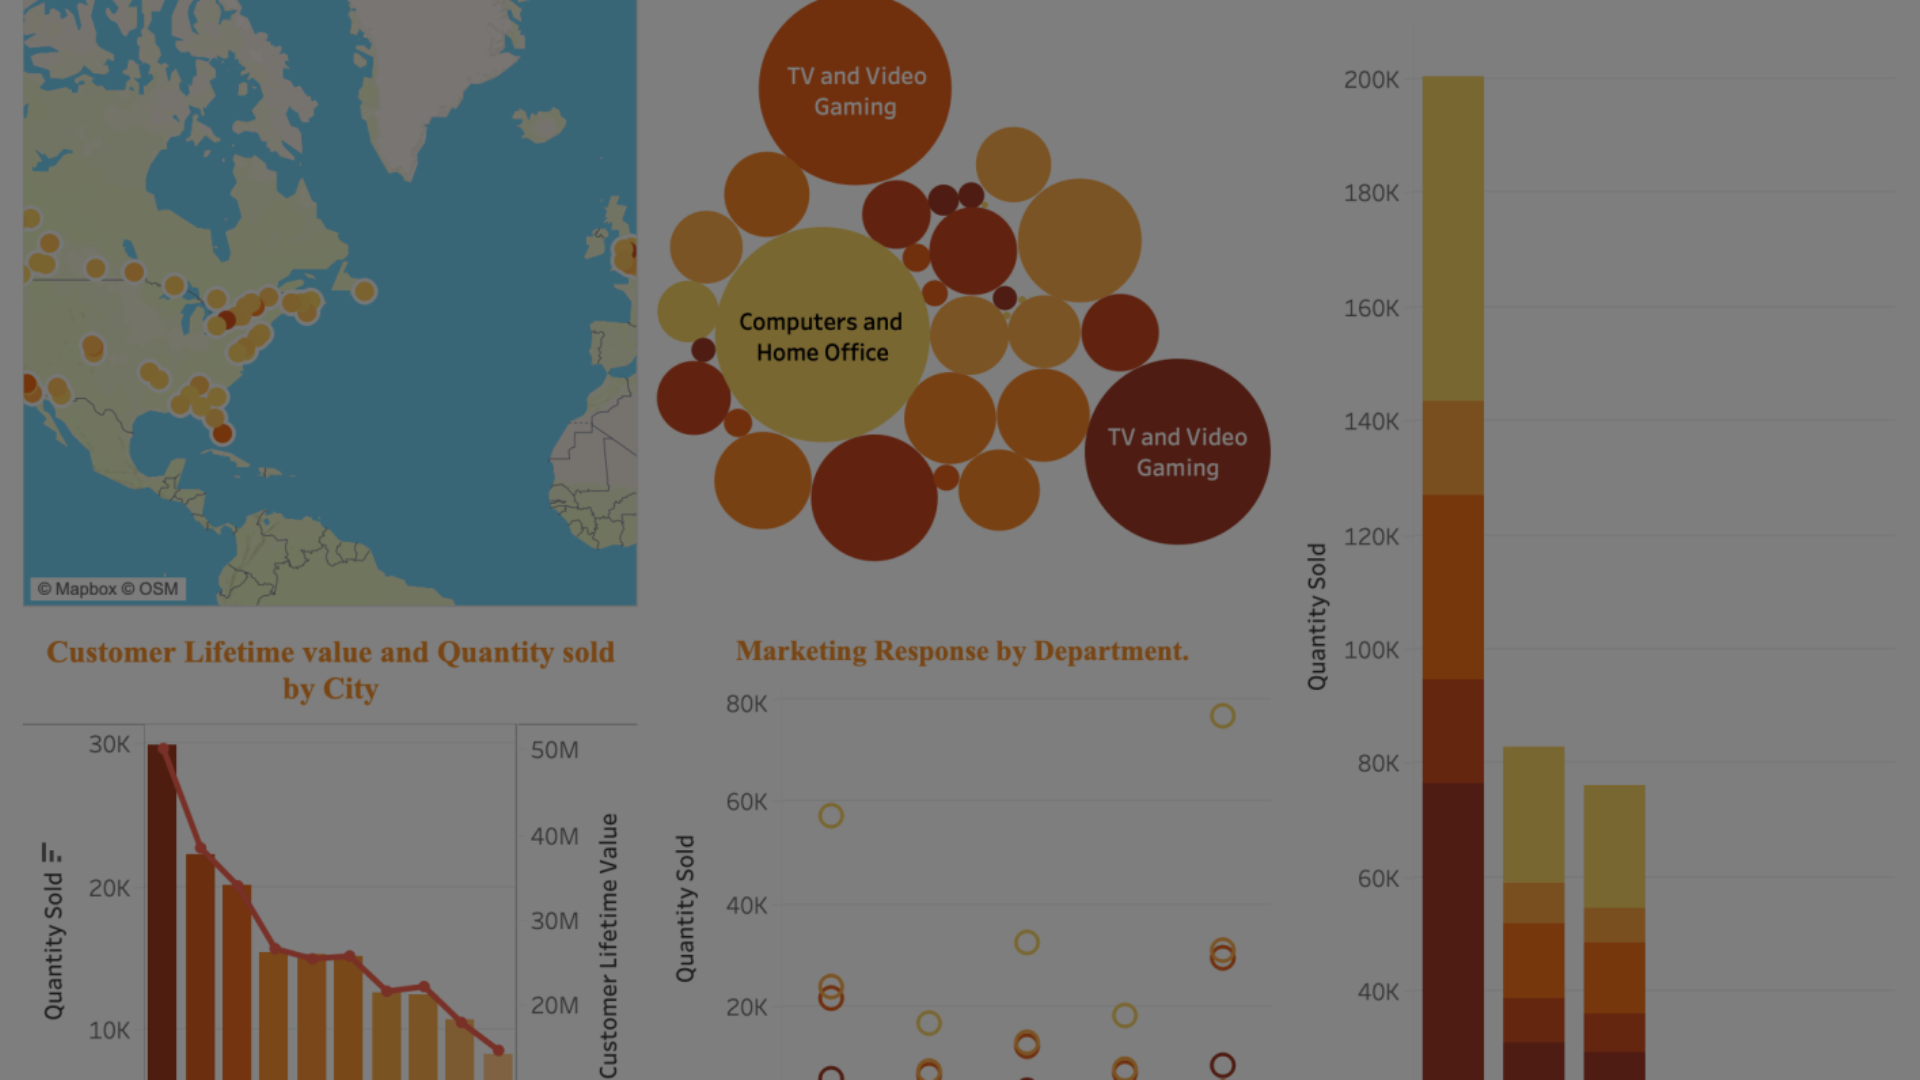 TV and Video
Gaming
Computers and
Home Office
TV and Video
Gaming
© Mapbox © OSM
Customer Lifetime value and Quantity sold
by City
30K
20K
10K
Quantity Sold
50M
40M
30M
20M
Customer Lifetime Value
Marketing Response by Department.
80K
60K
40K
20K
Quantity Sold
200K
180K
160K
140K
120K
100K
80K
60K
40K
Quantity Sold